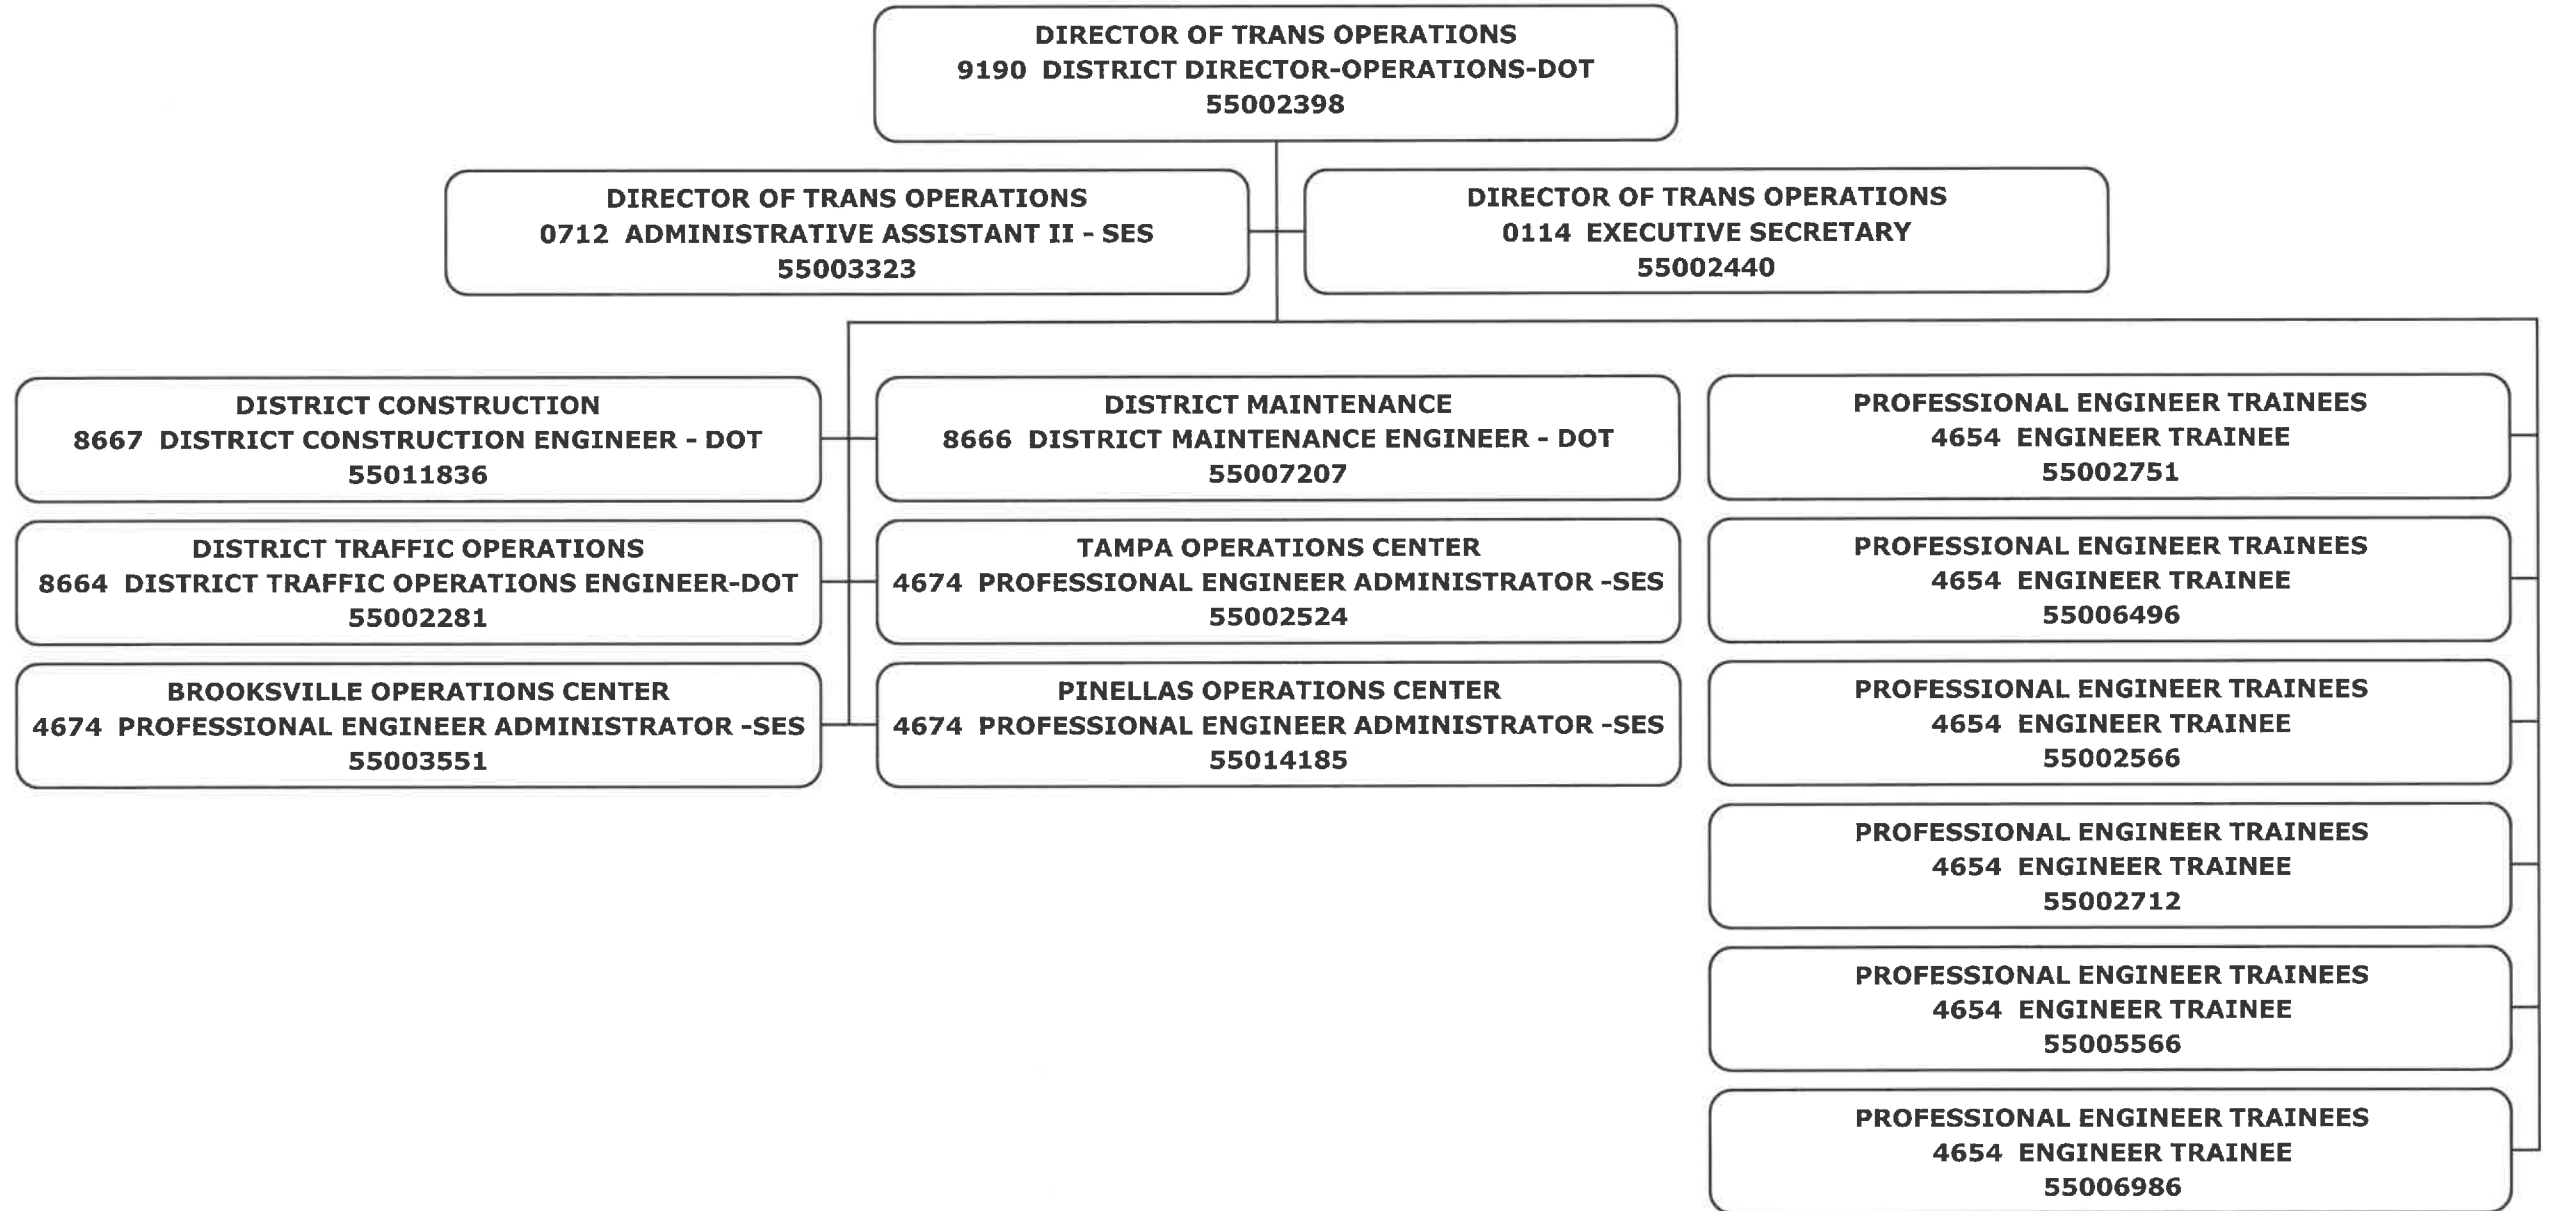 DIRECTOR OF TRANS OPERATIONS
9190 DISTRICT DIRECTOR-OPERATIONS-DOT
55002398
DIRECTOR OF TRANS OPERATIONS
0712 ADMINISTRATIVE ASSISTANT II - SES
55003323
DIRECTOR OF TRANS OPERATIONS
0114 EXECUTIVE SECRETARY
55002440
DISTRICT CONSTRUCTION
8667 DISTRICT CONSTRUCTION ENGINEER - DOT
55011836
DISTRICT MAINTENANCE
8666 DISTRICT MAINTENANCE ENGINEER - DOT
55007207
PROFESSIONAL ENGINEER TRAINEES
4654 ENGINEER TRAINEE
55002751
DISTRICT TRAFFIC OPERATIONS
8664 DISTRICT TRAFFIC OPERATIONS ENGINEER-DOT
55002281
TAMPA OPERATIONS CENTER
4674 PROFESSIONAL ENGINEER ADMINISTRATOR -SES
55002524
PROFESSIONAL ENGINEER TRAINEES
4654 ENGINEER TRAINEE
55006496
BROOKSVILLE OPERATIONS CENTER
4674 PROFESSIONAL ENGINEER ADMINISTRATOR -SES
55003551
PINELLAS OPERATIONS CENTER
4674 PROFESSIONAL ENGINEER ADMINISTRATOR -SES
55014185
PROFESSIONAL ENGINEER TRAINEES
4654 ENGINEER TRAINEE
55002566
PROFESSIONAL ENGINEER TRAINEES
4654 ENGINEER TRAINEE
55002712
PROFESSIONAL ENGINEER TRAINEES
4654 ENGINEER TRAINEE
55005566
PROFESSIONAL ENGINEER TRAINEES
4654 ENGINEER TRAINEE
55006986